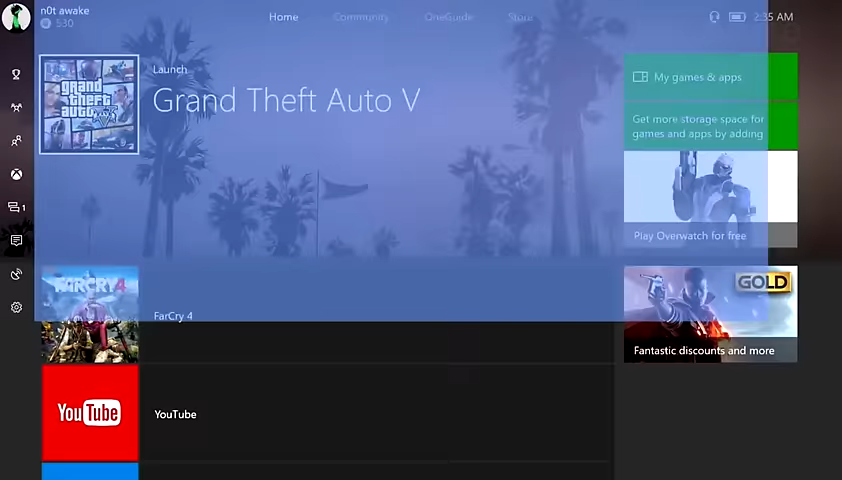 n0t awake
530
Home
Community
OneGuide
Store
2:35 AM
grand
theft
auto
V
Launch
Grand Theft Auto V
My games & apps
Get more storage space for
games and apps by adding
1
Play Overwatch for free
FARCRY 4
FarCry 4
GOLD
Fantastic discounts and more
YouTube
YouTube